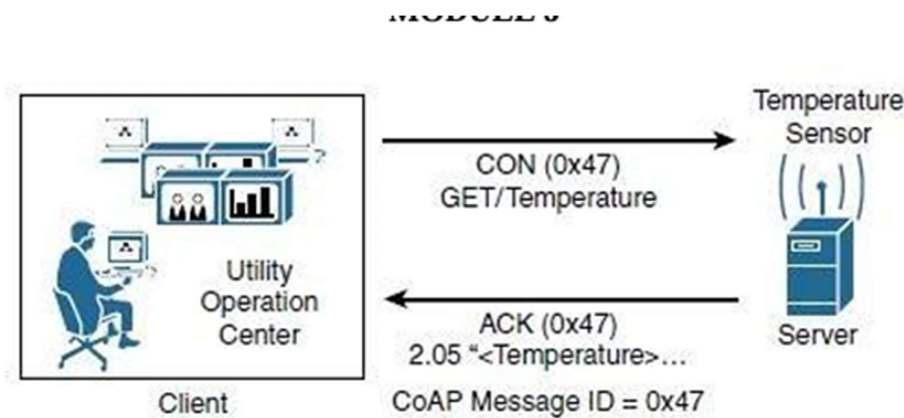 Temperature
Sensor
CON (0x47)
GET/Temperature
Utility
Operation
Center
ACK (0x47)
2.05 “<Temperature>…
Server
Client
CoAP Message ID = 0x47